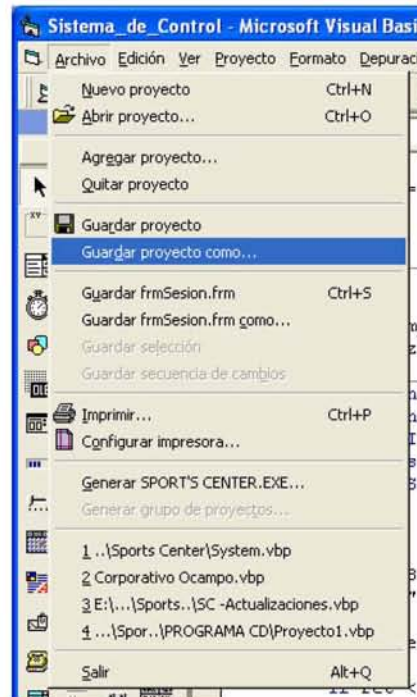 Sistema_de_Control - Microsoft Visual Basi
Archivo Edición Ver Proyecto Formato Depurac
Nuevo proyecto Ctrl+N
Abrir proyecto... Ctrl+O
Agregar proyecto...
Quitar proyecto
Guardar proyecto
Guardar proyecto como...
Guardar frmSesion.frm Ctrl+S
Guardar frmSesion.frm como...
Guardar selección
Guardar secuencia de cambios
Imprimir... Ctrl+P
Configurar impresora...
Generar SPORT'S CENTER.EXE...
Generar grupo de proyectos...
1 ..\Sports Center\System.vbp
2 Corporativo Ocampo.vbp
3 E:\...\Sports..\SC -Actualizaciones.vbp
4 ...\Spor..\PROGRAMA CD\Proyecto1.vbp
Salir Alt+Q